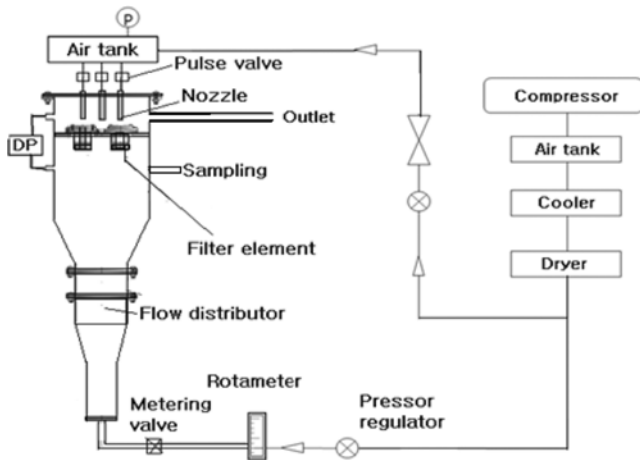 P
Air tank
Pulse valve
Nozzle
Outlet
DP
Sampling
Filter element
Flow distributor
Rotameter
Metering
valve
Pressor
regulator
Compressor
Air tank
Cooler
Dryer